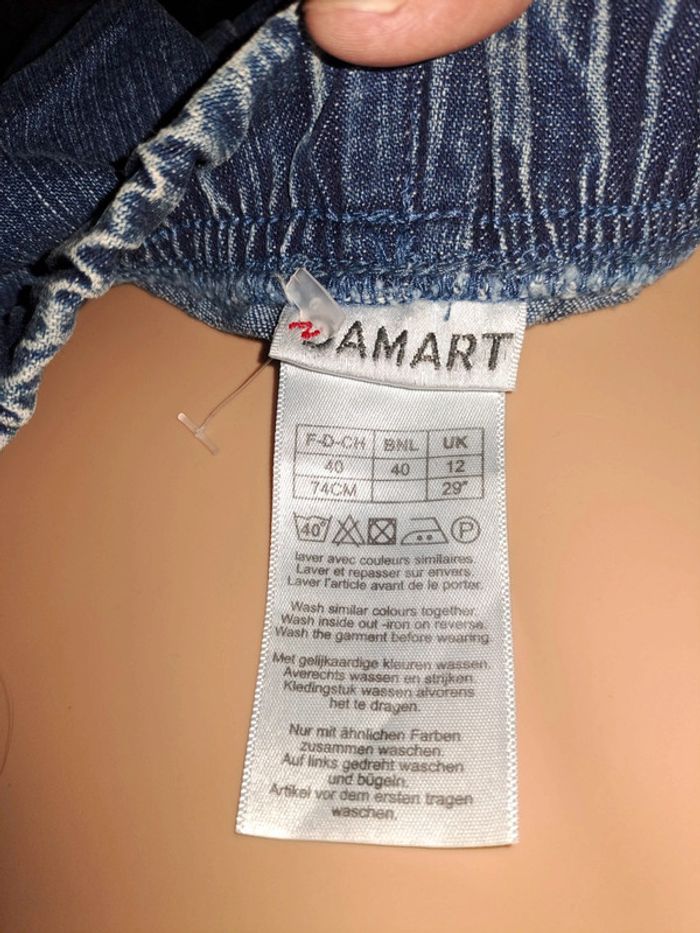 DAMART
F-D-CH BNL UK
40 40 12
74CM 29"
40° P
laver avec couleurs similaires.
Laver et repasser sur envers.
Laver l'article avant de le porter.
Wash similar colours together.
Wash inside out -iron on reverse.
Wash the garment before wearing
Met gelijkaardige kleuren wassen.
Averechts wassen en strijken.
Kledingstuk wassen alvorens
het te dragen.
Nur mit ähnlichen Farben
zusammen waschen.
Auf links gedreht waschen
und bügeln.
Artikel vor dem ersten tragen
waschen.